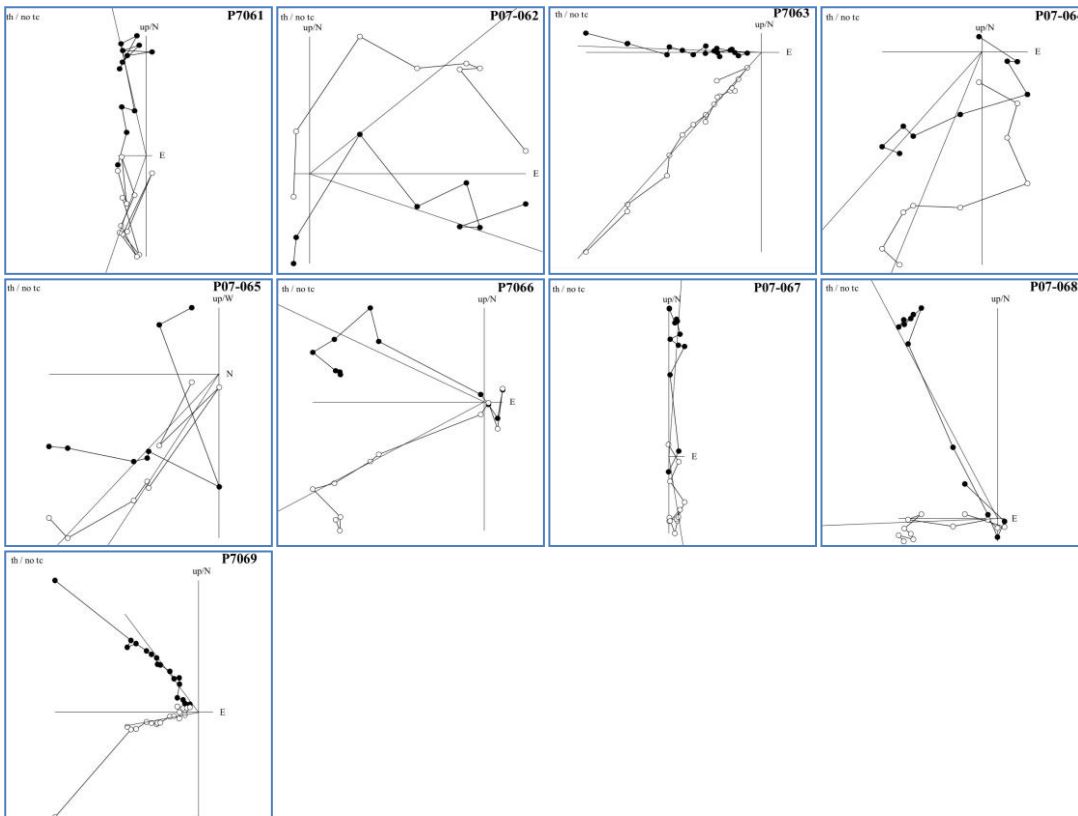 th / no tc P7061
up/N
E
th / no tc P07-062
up/N
E
th / no tc P7063
up/N
E
th / no tc P07-064
up/N
E
th / no tc P07-065
up/W
N
th / no tc P7066
up/N
E
th / no tc P07-067
up/N
E
th / no tc P07-068
up/N
E
th / no tc P7069
up/N
E